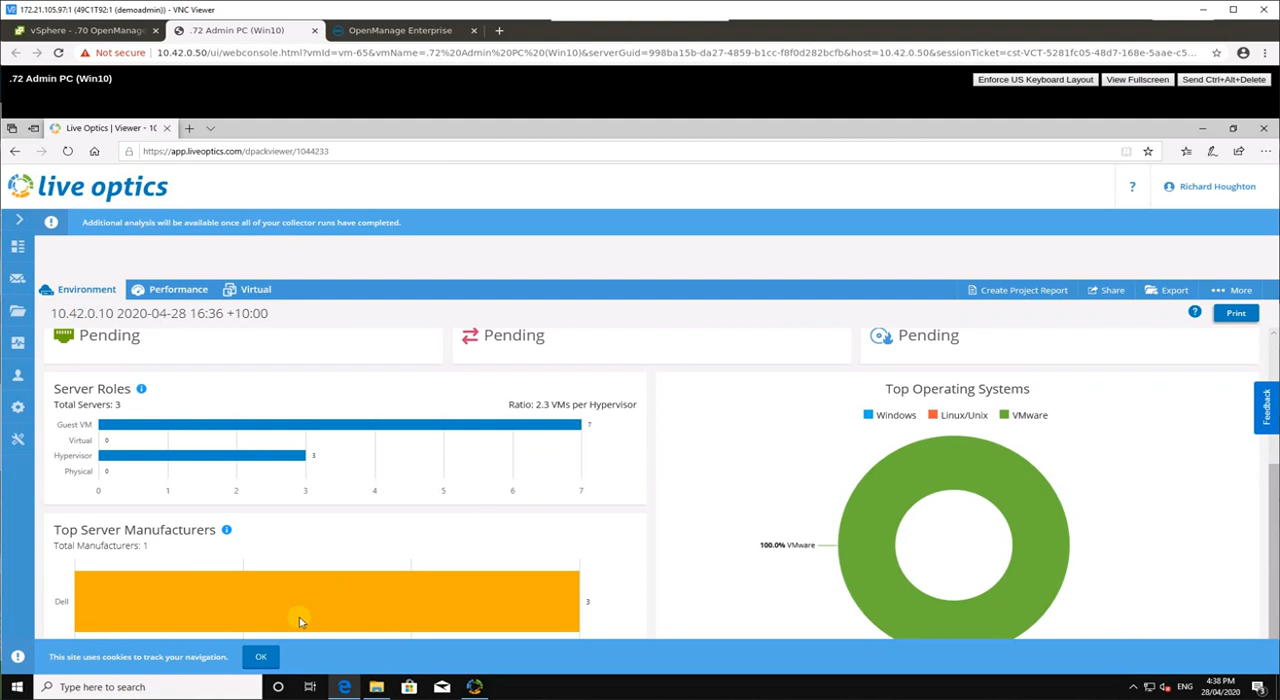 172.21.105.97:1 (49C1T92:1 (demoadmin)) - VNC Viewer
vSphere - .70 OpenManage
.72 Admin PC (Win10)
OpenManage Enterprise
Not secure
10.42.0.50/ui/webconsole.html?vmId=vm-65&vmName=.72%20Admin%20PC%20(Win10)&serverGuid=998ba15b-da27-4859-b1cc-f8f0d282bcfb&host=10.42.0.50&sessionTicket=cst-VCT-5281fc05-48d7-168e-5aae-c5...
.72 Admin PC (Win10)
Enforce US Keyboard Layout
View Fullscreen
Send Ctrl+Alt+Delete
Live Optics | Viewer - 10
https://app.liveoptics.com/dpackviewer/1044233
live optics
?
Richard Houghton
Additional analysis will be available once all of your collector runs have completed.
Environment
Performance
Virtual
Create Project Report
Share
Export
More
10.42.0.10 2020-04-28 16:36 +10:00
Print
Pending
Pending
Pending
Server Roles
Total Servers: 3
Ratio: 2.3 VMs per Hypervisor
Guest VM
7
Virtual
0
Hypervisor
3
Physical
0
0 1 2 3 4 5 6 7
Top Operating Systems
Windows
Linux/Unix
VMware
100.0% VMware
Feedback
Top Server Manufacturers
Total Manufacturers: 1
Dell
3
This site uses cookies to track your navigation.
OK
Type here to search
ENG
4:38 PM
28/04/2020